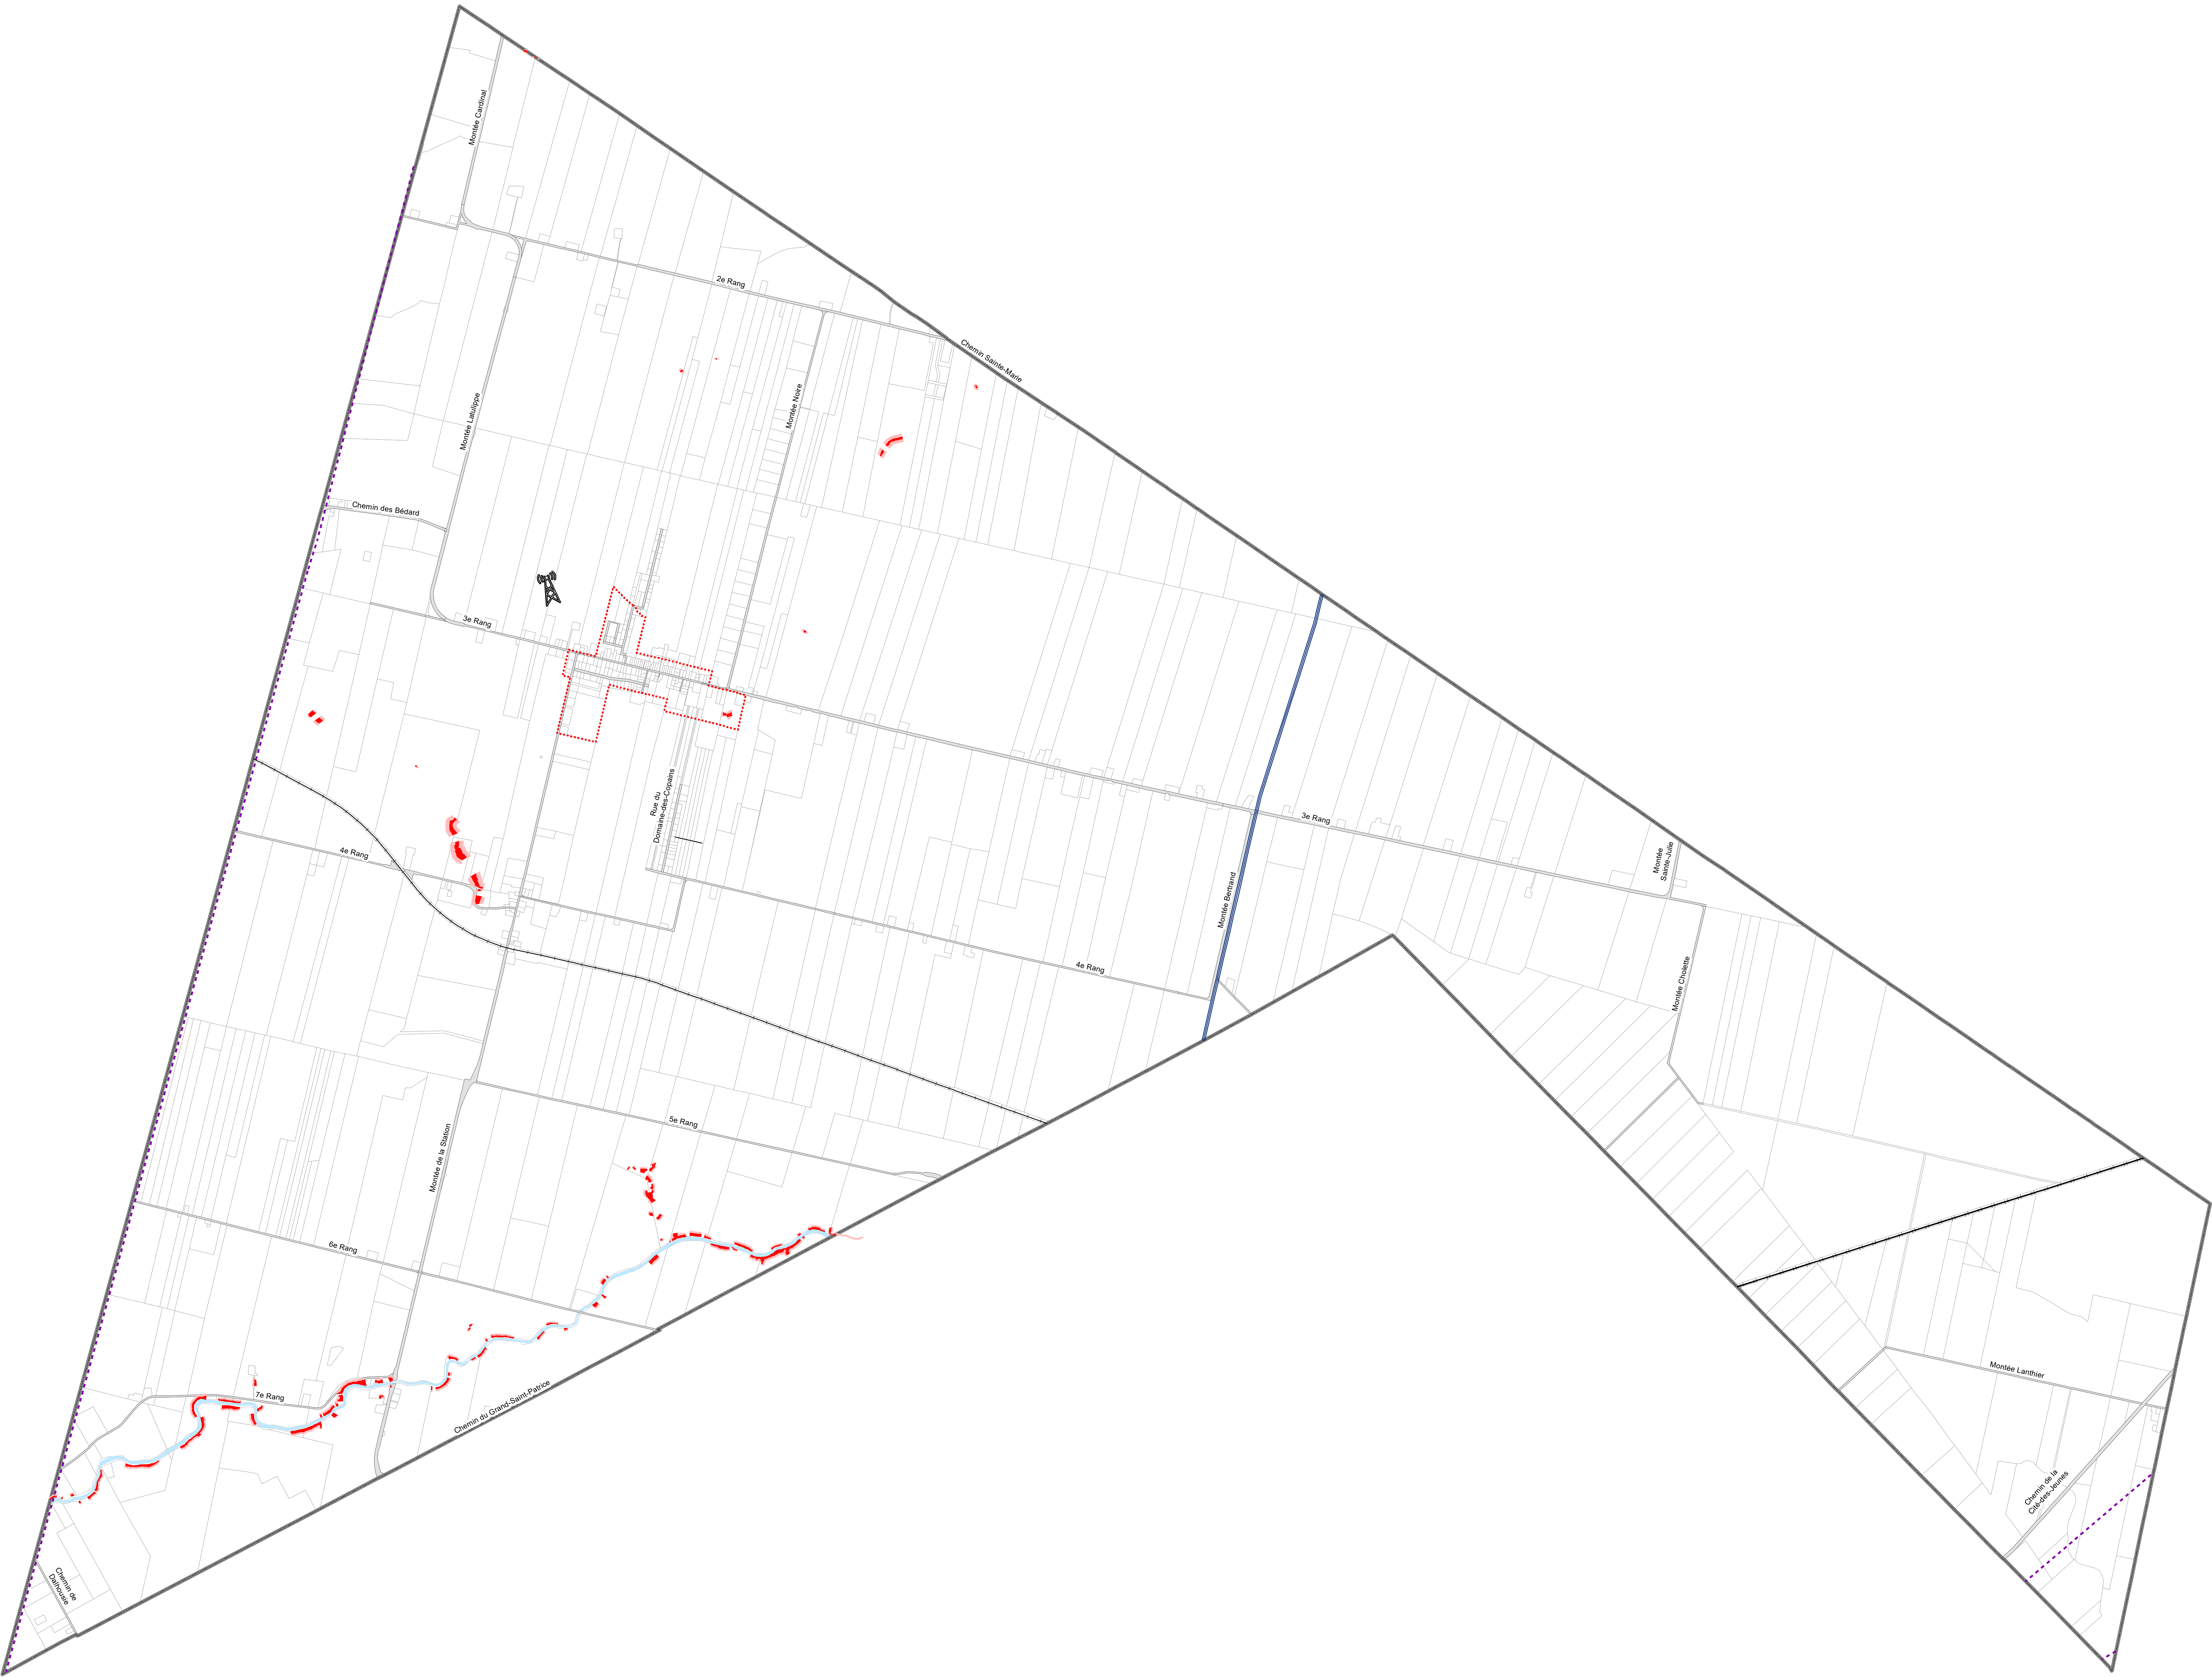 Montée Cardinal
2e Rang
Chemin Sainte-Marie
Montée Noire
Montée Latulippe
Chemin des Bédard
3e Rang
Rue du
Domaine-des-Copains
3e Rang
Montée
Sainte-Julie
4e Rang
Montée Bertrand
4e Rang
Montée Cholette
5e Rang
Montée de la Station
6e Rang
7e Rang
Chemin du Grand-Saint-Patrice
Montée Lanthier
Chemin de la
Cité-des-Jeunes
Chemin de
Dalhousie